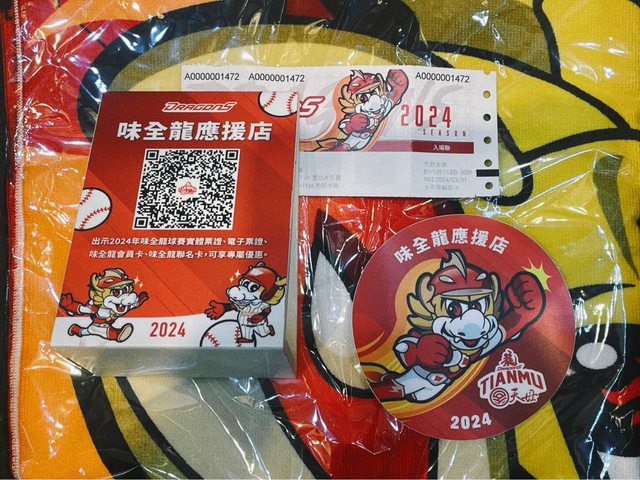 A0000001472
A0000001472
A0000001472
DRAGONS
S
2024
SEASON
入場聯
味全龍應援店
出示2024年味全龍球賽實體票證、電子票證、
味全龍會員卡、味全龍聯名卡，可享專屬優惠。
2024
味全龍應援店
龍
TIANMU
天母
2024